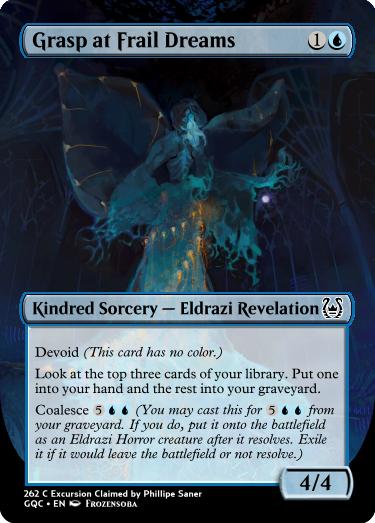 Grasp at Frail Dreams 1
Kindred Sorcery — Eldrazi Revelation
Devoid (This card has no color.)
Look at the top three cards of your library. Put one
into your hand and the rest into your graveyard.
Coalesce 5 (You may cast this for 5 from
your graveyard. If you do, put it onto the battlefield
as an Eldrazi Horror creature after it resolves. Exile
it if it would leave the battlefield or not resolve.)
4/4
262 C Excursion Claimed by Phillipe Saner
GQC • EN Frozensoba